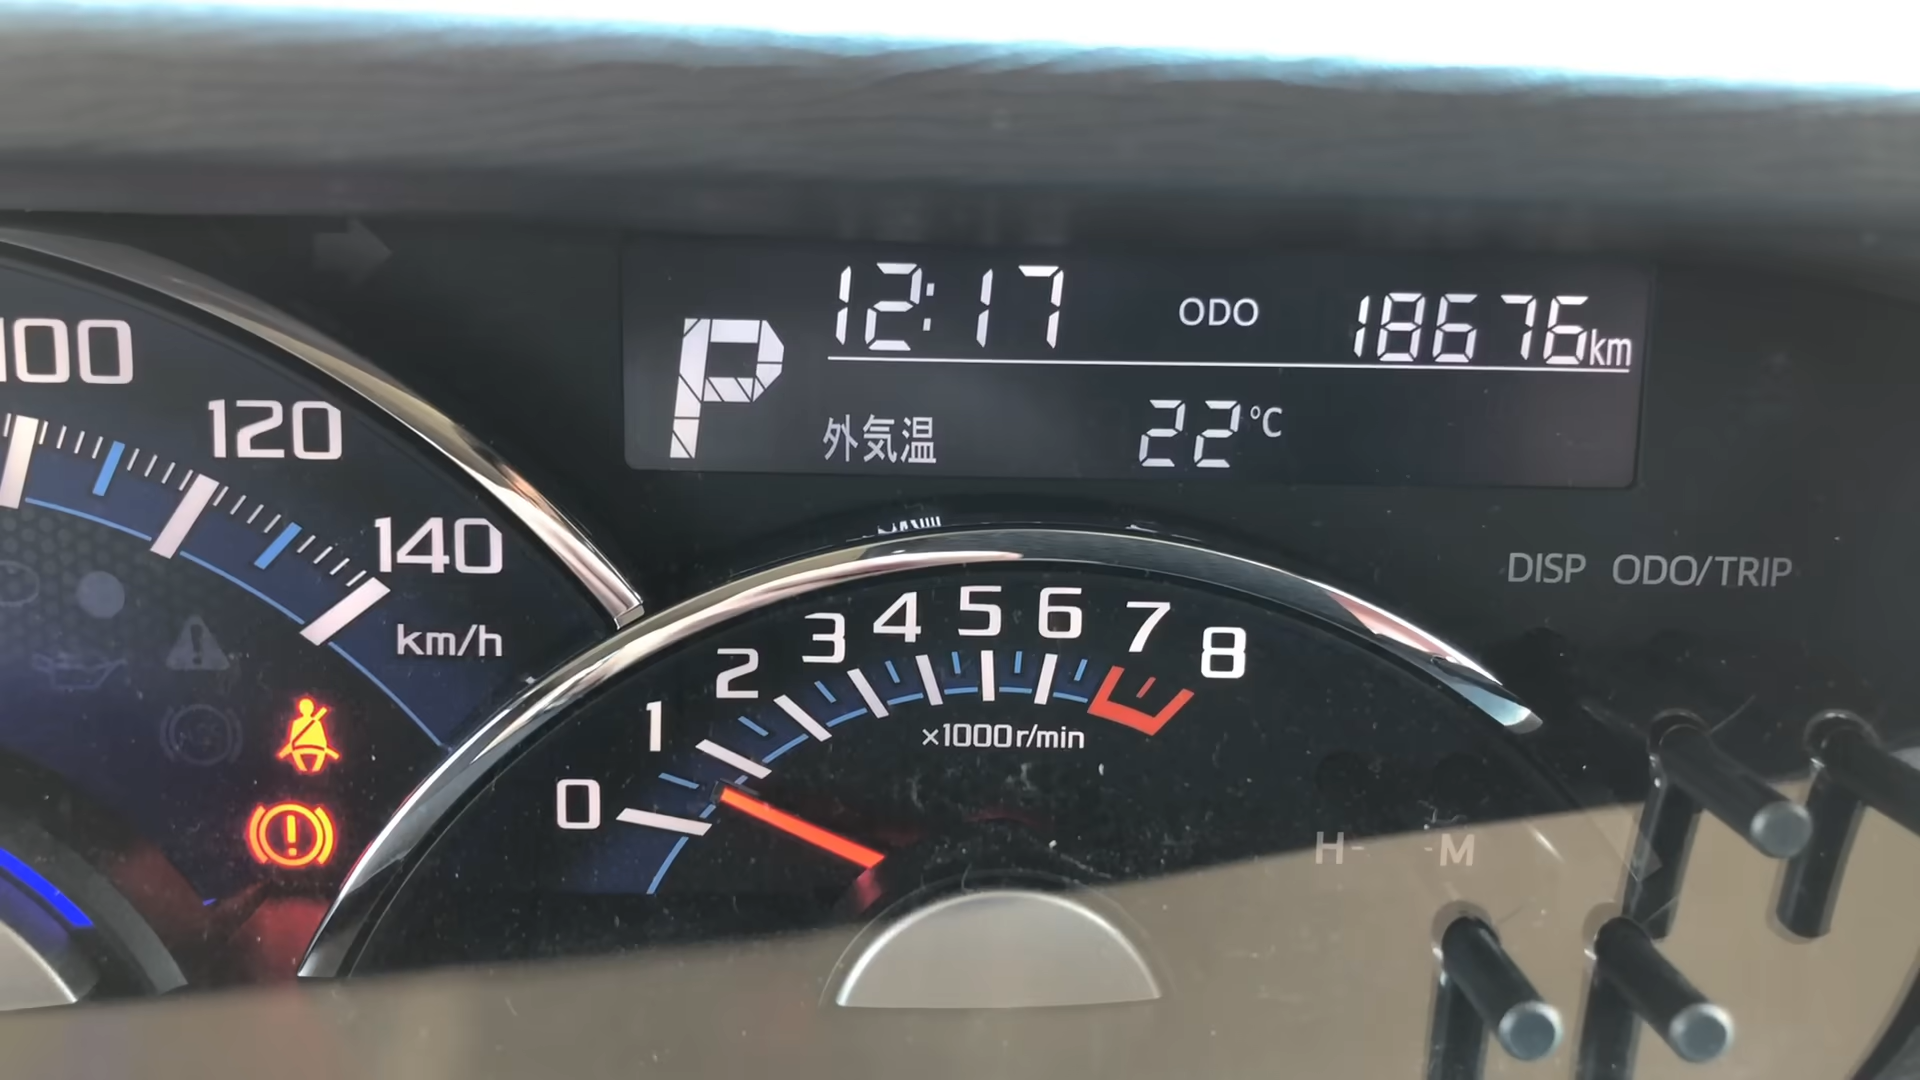 12:17 ODO 18676km
P
外気温 22℃
100
120
140
km/h
DISP ODO/TRIP
0 1 2 3 4 5 6 7 8
×1000r/min
H- -M